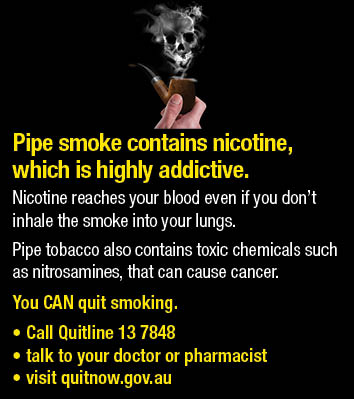 Pipe smoke contains nicotine,
which is highly addictive.
Nicotine reaches your blood even if you don't
inhale the smoke into your lungs.
Pipe tobacco also contains toxic chemicals such
as nitrosamines, that can cause cancer.
You CAN quit smoking.
• Call Quitline 13 7848
• talk to your doctor or pharmacist
• visit quitnow.gov.au